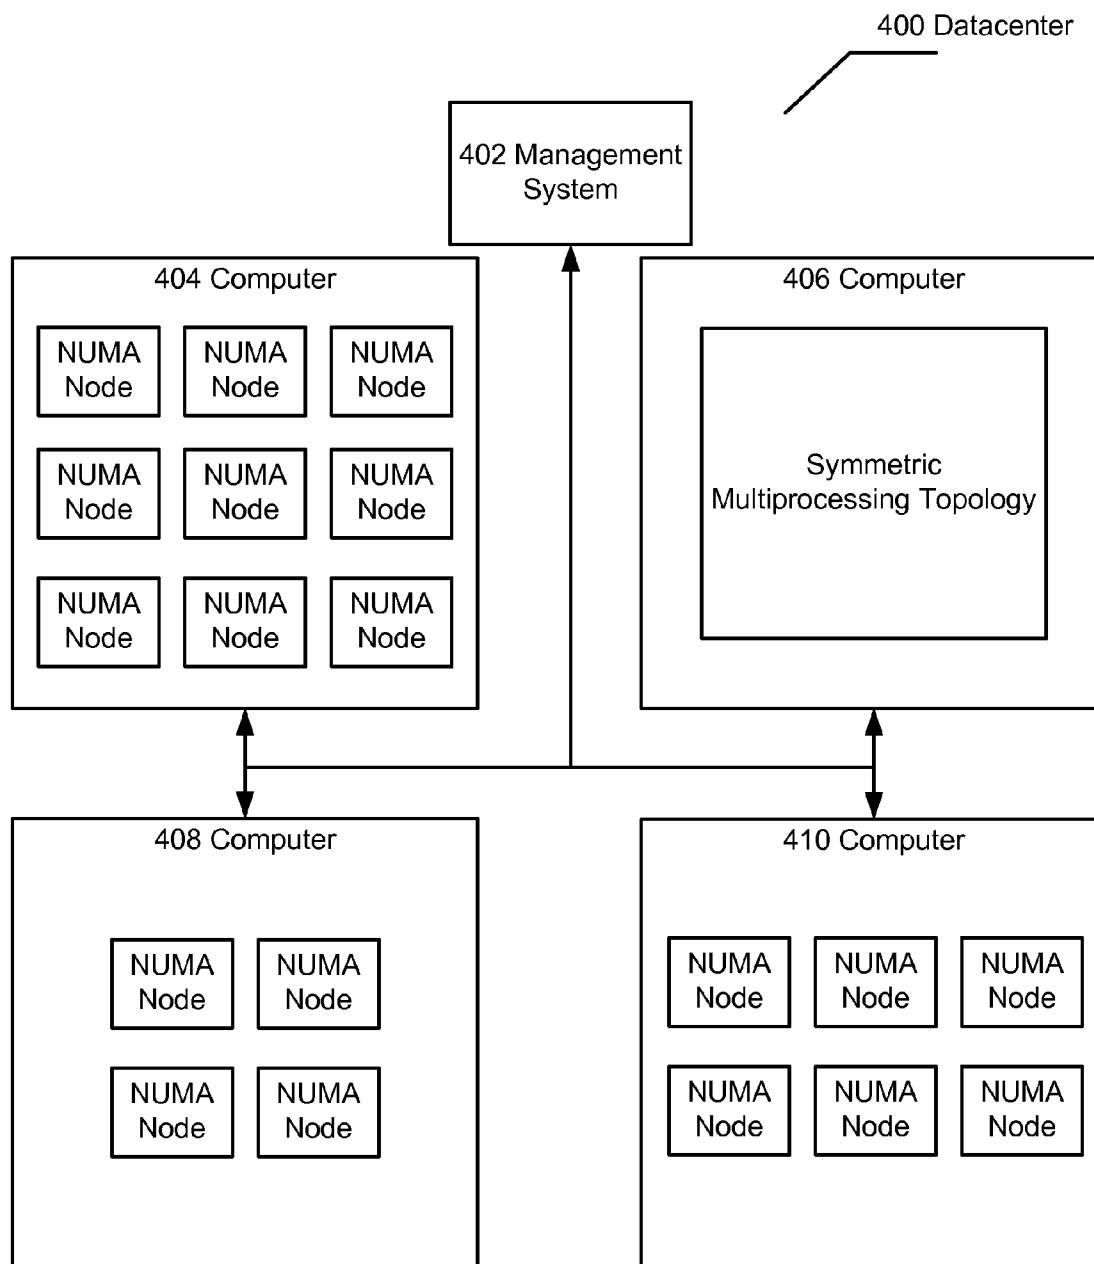 400 Datacenter
402 Management
System
404 Computer
NUMA
Node
NUMA
Node
NUMA
Node
NUMA
Node
NUMA
Node
NUMA
Node
NUMA
Node
NUMA
Node
NUMA
Node
406 Computer
Symmetric
Multiprocessing Topology
408 Computer
NUMA
Node
NUMA
Node
NUMA
Node
NUMA
Node
410 Computer
NUMA
Node
NUMA
Node
NUMA
Node
NUMA
Node
NUMA
Node
NUMA
Node